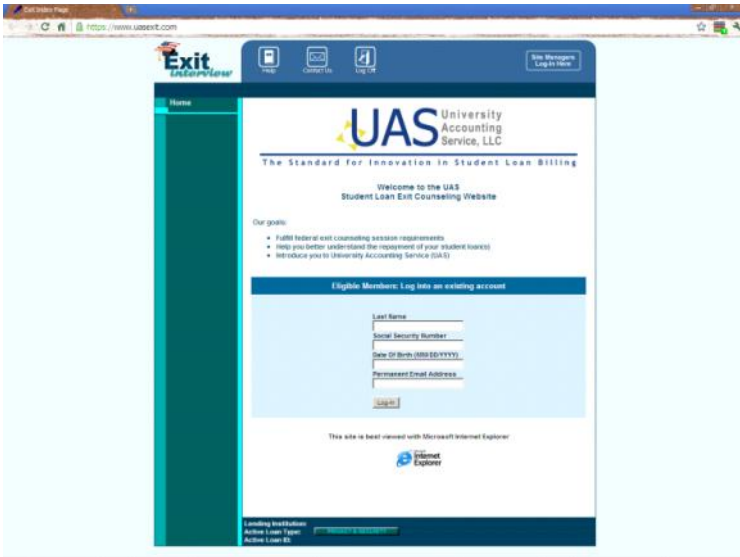 Exit Index Page
https://www.uasexit.com
Exit
interview
Help
Contact Us
Log Off
Site Managers
Log-in Here
Home
UAS University
Accounting
Service, LLC
The Standard for Innovation in Student Loan Billing
Welcome to the UAS
Student Loan Exit Counseling Website
Our goals:
Fulfill federal exit counseling session requirements
Help you better understand the repayment of your student loan(s)
Introduce you to University Accounting Service (UAS)
Eligible Members: Log into an existing account
Last Name
Social Security Number
Date Of Birth (MM/DD/YYYY)
Permanent Email Address
Log-in
This site is best viewed with Microsoft Internet Explorer
Internet
Explorer
Lending Institution:
Active Loan Type:
PRIVACY & SECURITY
Active Loan ID: